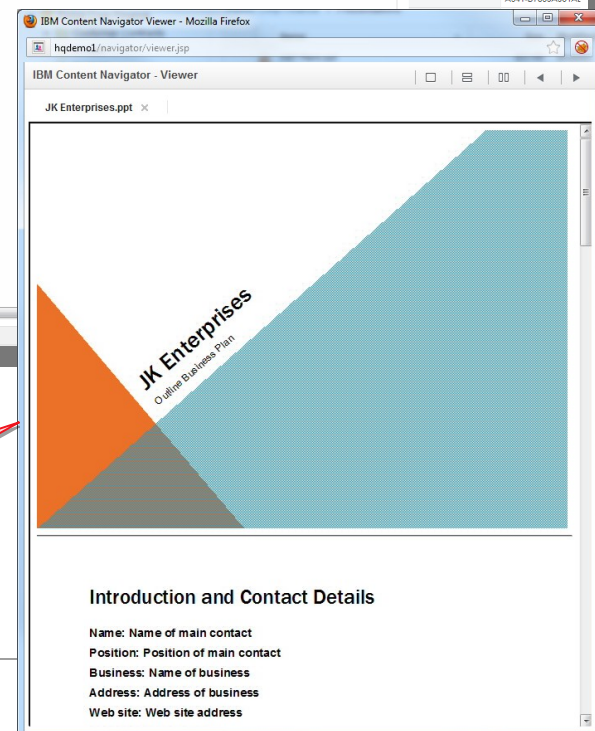 IBM Content Navigator Viewer - Mozilla Firefox
hqdemo1/navigator/viewer.jsp
IBM Content Navigator - Viewer
JK Enterprises.ppt
JK Enterprises
Outline Business Plan
Introduction and Contact Details
Name: Name of main contact
Position: Position of main contact
Business: Name of business
Address: Address of business
Web site: Web site address